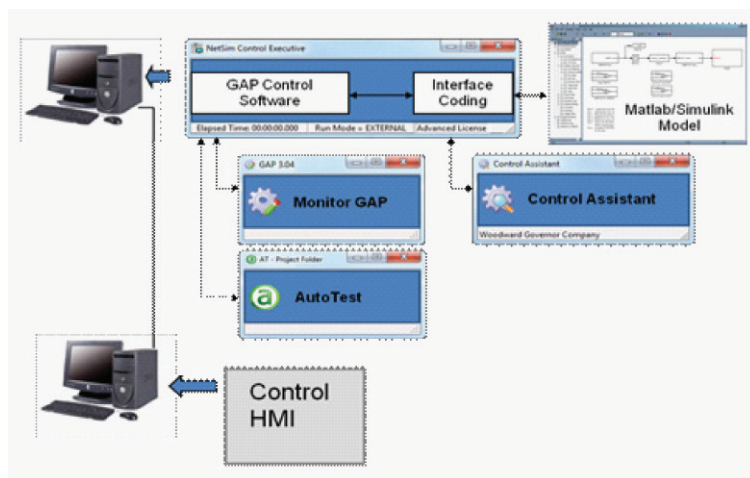 NetSim Control Executive
GAP Control
Software
Interface
Coding
Elapsed Time: 00:00:00.000 Run Mode = EXTERNAL Advanced License
Matlab/Simulink
Model
GAP 3.04
Monitor GAP
Control Assistant
Control Assistant
Woodward Governor Company
AT - Project Folder
AutoTest
Control
HMI